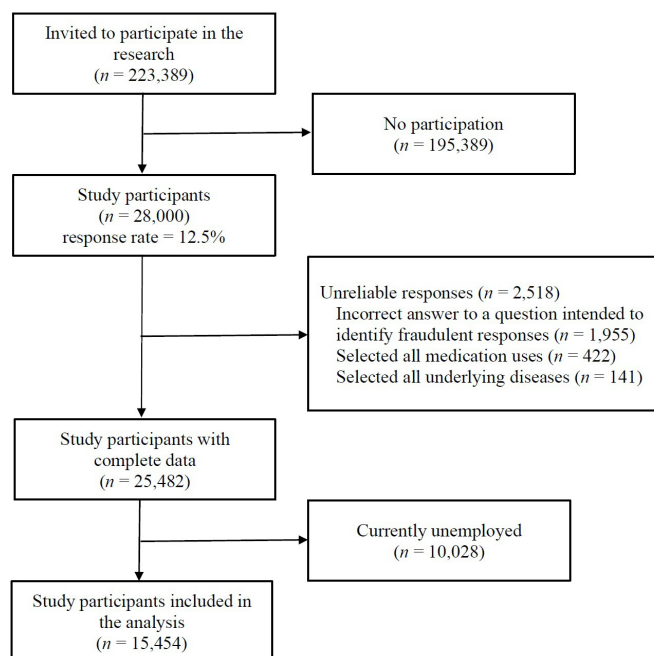 Invited to participate in the
research
(n = 223,389)
No participation
(n = 195,389)
Study participants
(n = 28,000)
response rate = 12.5%
Unreliable responses (n = 2,518)
Incorrect answer to a question intended to
identify fraudulent responses (n = 1,955)
Selected all medication uses (n = 422)
Selected all underlying diseases (n = 141)
Study participants with
complete data
(n = 25,482)
Currently unemployed
(n = 10,028)
Study participants included in
the analysis
(n = 15,454)